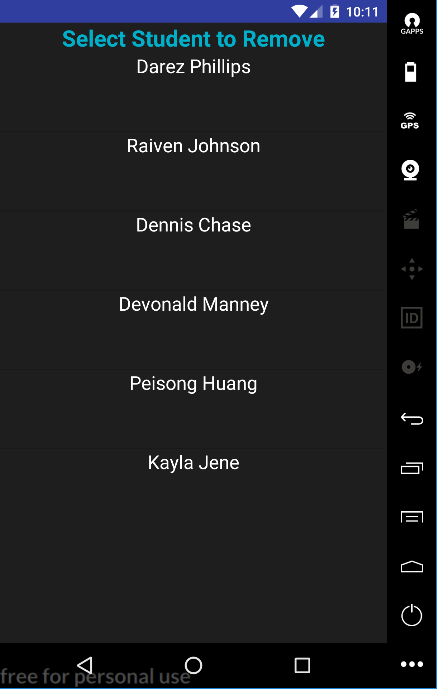 10:11
Select Student to Remove
Darez Phillips
Raiven Johnson
Dennis Chase
Devonald Manney
Peisong Huang
Kayla Jene
free for personal use
GAPPS
GPS
ID